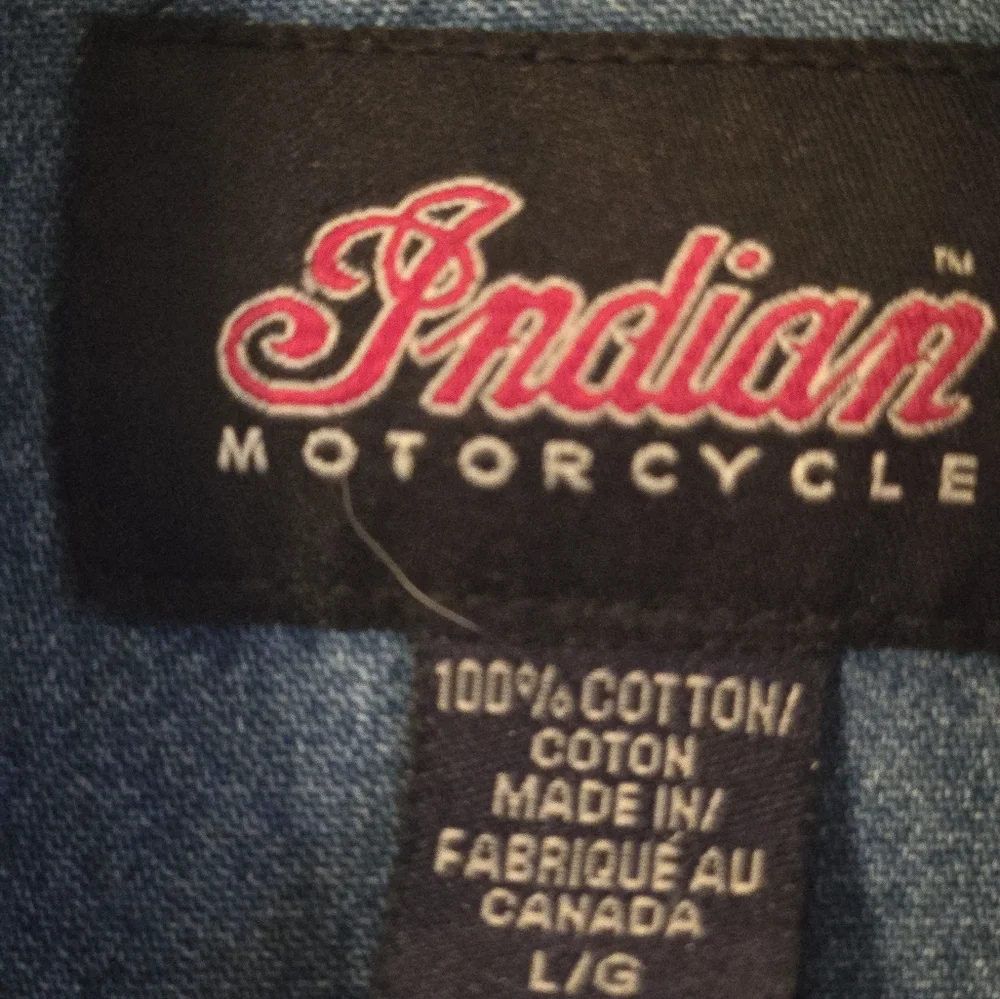 Indian™
MOTORCYCLE
100% COTTON/
COTON
MADE IN/
FABRIQUÉ AU
CANADA
L/G